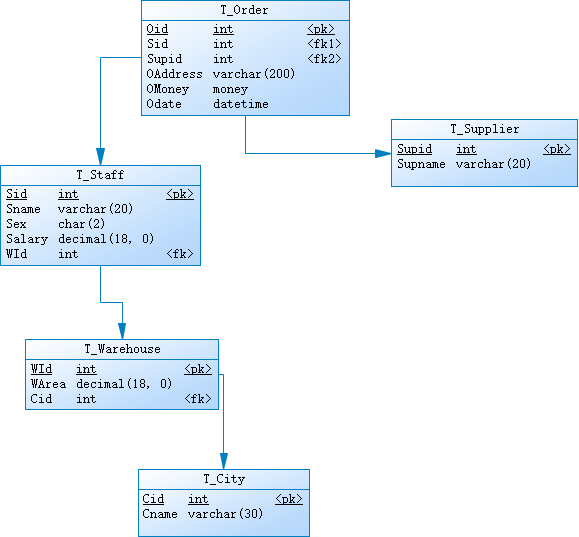 T_Order
Oid int <pk>
Sid int <fk1>
Supid int <fk2>
OAddress varchar(200)
OMoney money
Odate datetime
T_Supplier
Supid int <pk>
Supname varchar(20)
T_Staff
Sid int <pk>
Sname varchar(20)
Sex char(2)
Salary decimal(18, 0)
WId int <fk>
T_Warehouse
WId int <pk>
WArea decimal(18, 0)
Cid int <fk>
T_City
Cid int <pk>
Cname varchar(30)